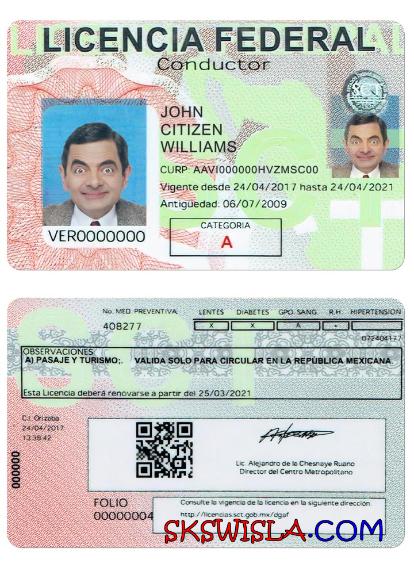 LICENCIA FEDERAL
Conductor
JOHN
CITIZEN
WILLIAMS
CURP: AAVI000000HVZMSC00
Vigente desde 24/04/2017 hasta 24/04/2021
Antigüedad: 06/07/2009
VER0000000
CATEGORIA
A
No. MED. PREVENTIVA LENTES DIABETES GPO. SANG. R.H. HIPERTENSION
408277 X X A +
072404177
OBSERVACIONES:
A) PASAJE Y TURISMO;. VALIDA SOLO PARA CIRCULAR EN LA REPÚBLICA MEXICANA
Esta Licencia deberá renovarse a partir del 25/03/2021
C.I. Orizaba
24/04/2017
13:38:42
000000
Lic. Alejandro de la Chesnaye Ruano
Director del Centro Metropolitano
FOLIO
00000004
Consulte la vigencia de la licencia en la siguiente dirección:
http://licencias.sct.gob.mx/dgaf
SKSWISLA.COM